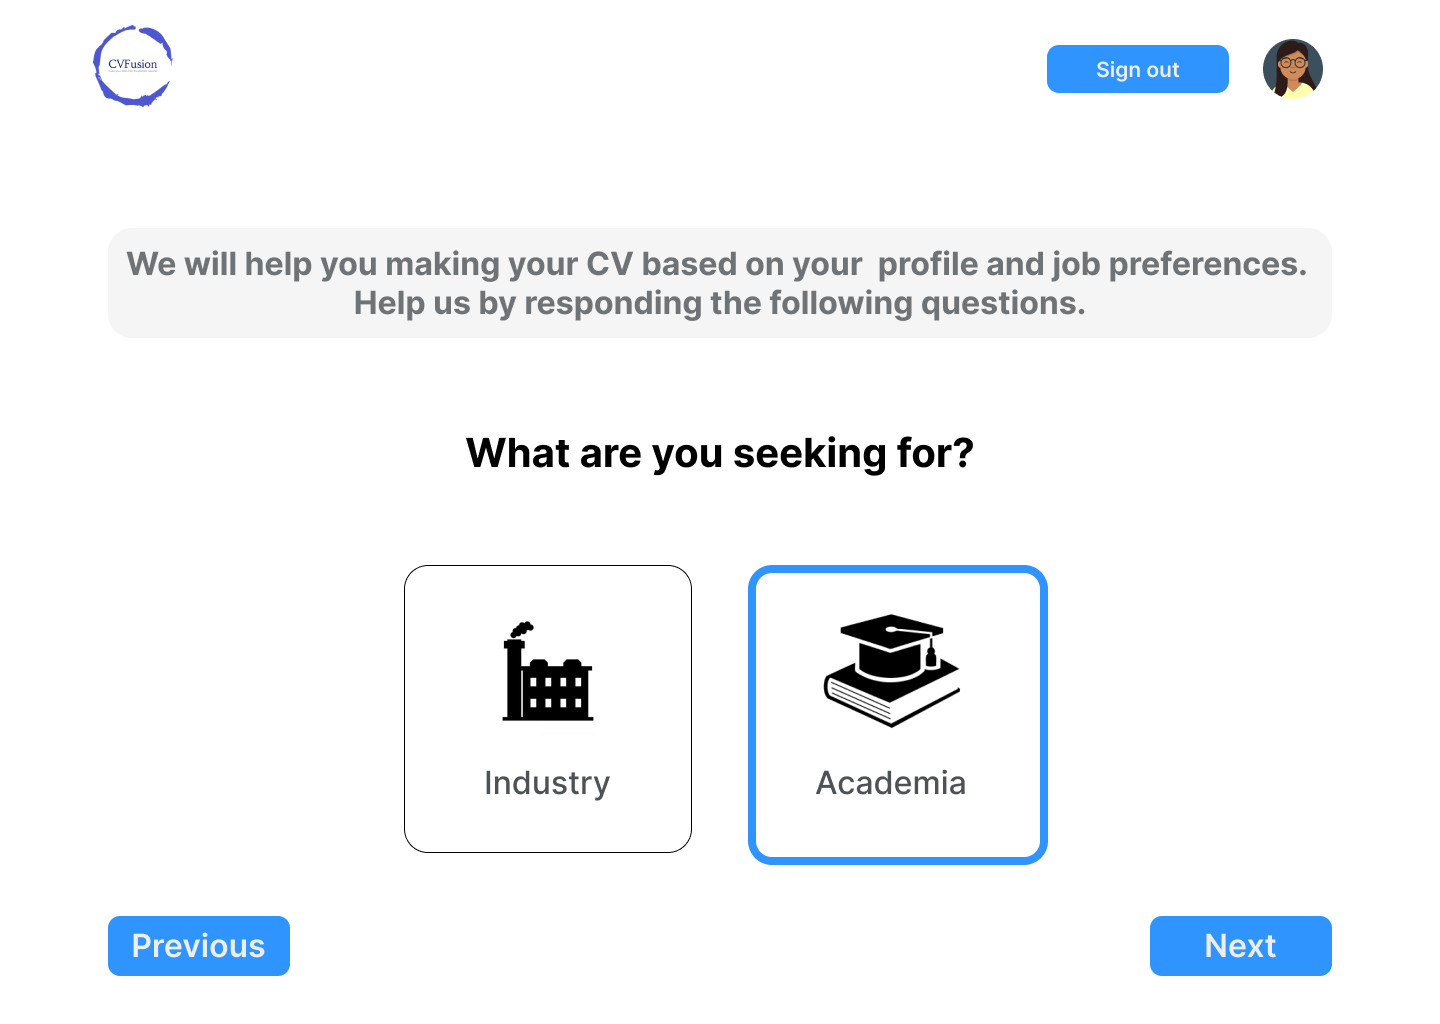 CVFusion
Sign out
We will help you making your CV based on your  profile and job preferences.
Help us by responding the following questions.
What are you seeking for?
Industry
Academia
Previous
Next